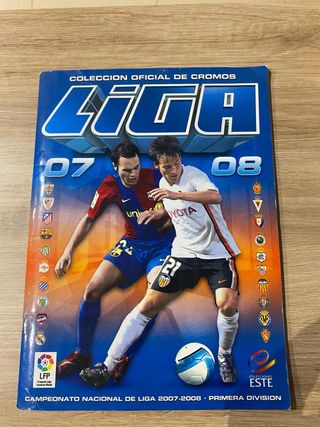 COLECCION OFICIAL DE CROMOS
LIGA
07 08
unicef
TOYOTA
21
LFP
EDICIONES
ESTE
CAMPEONATO NACIONAL DE LIGA 2007-2008 - PRIMERA DIVISION